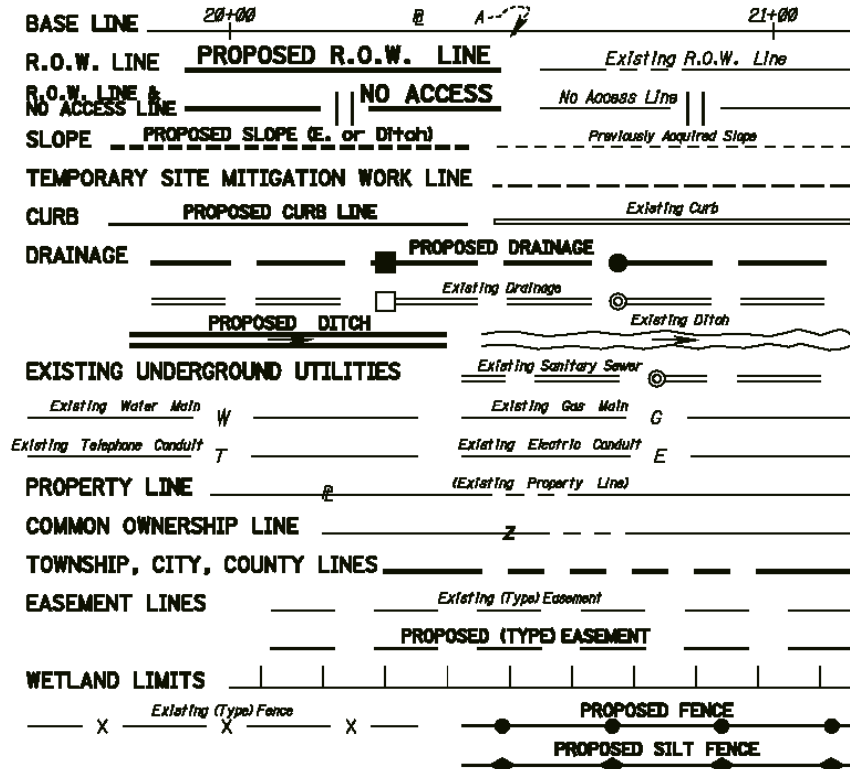 20+00 ⅊ A 21+00
BASE LINE
R.O.W. LINE PROPOSED R.O.W. LINE Existing R.O.W. Line
R.O.W. LINE &
NO ACCESS LINE NO ACCESS No Access Line
SLOPE PROPOSED SLOPE (E. or Ditch) Previously Acquired Slope
TEMPORARY SITE MITIGATION WORK LINE
CURB PROPOSED CURB LINE Existing Curb
DRAINAGE PROPOSED DRAINAGE
Existing Drainage
PROPOSED DITCH Existing Ditch
EXISTING UNDERGROUND UTILITIES Existing Sanitary Sewer
Existing Water Main W Existing Gas Main G
Existing Telephone Conduit T Existing Electric Conduit E
PROPERTY LINE ⅊ (Existing Property Line)
COMMON OWNERSHIP LINE Z
TOWNSHIP, CITY, COUNTY LINES
EASEMENT LINES Existing (Type) Easement
PROPOSED (TYPE) EASEMENT
WETLAND LIMITS
Existing (Type) Fence PROPOSED FENCE
X X X
PROPOSED SILT FENCE